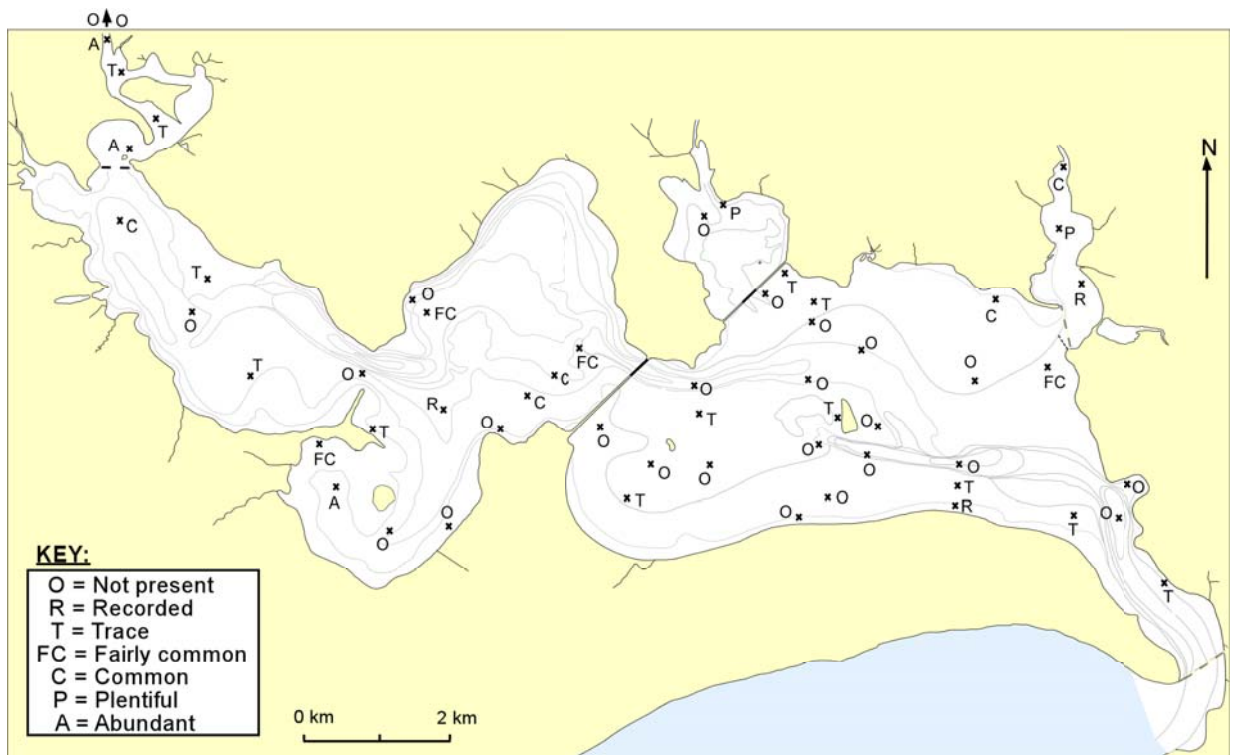 O O
A
T
T
A
N
C
P
C
O
P
T
T
O
R
O
T
O
FC
T
C
O
O
FC
O
O
T
O
C
FC
O
O
R
C
T
T
O
T
O
O
O
FC
O
O
O
O
A
T
T
O
O
O
R
T
O
O
O
T
KEY:
O = Not present
R = Recorded
T = Trace
FC = Fairly common
C = Common
P = Plentiful
A = Abundant
0 km 2 km